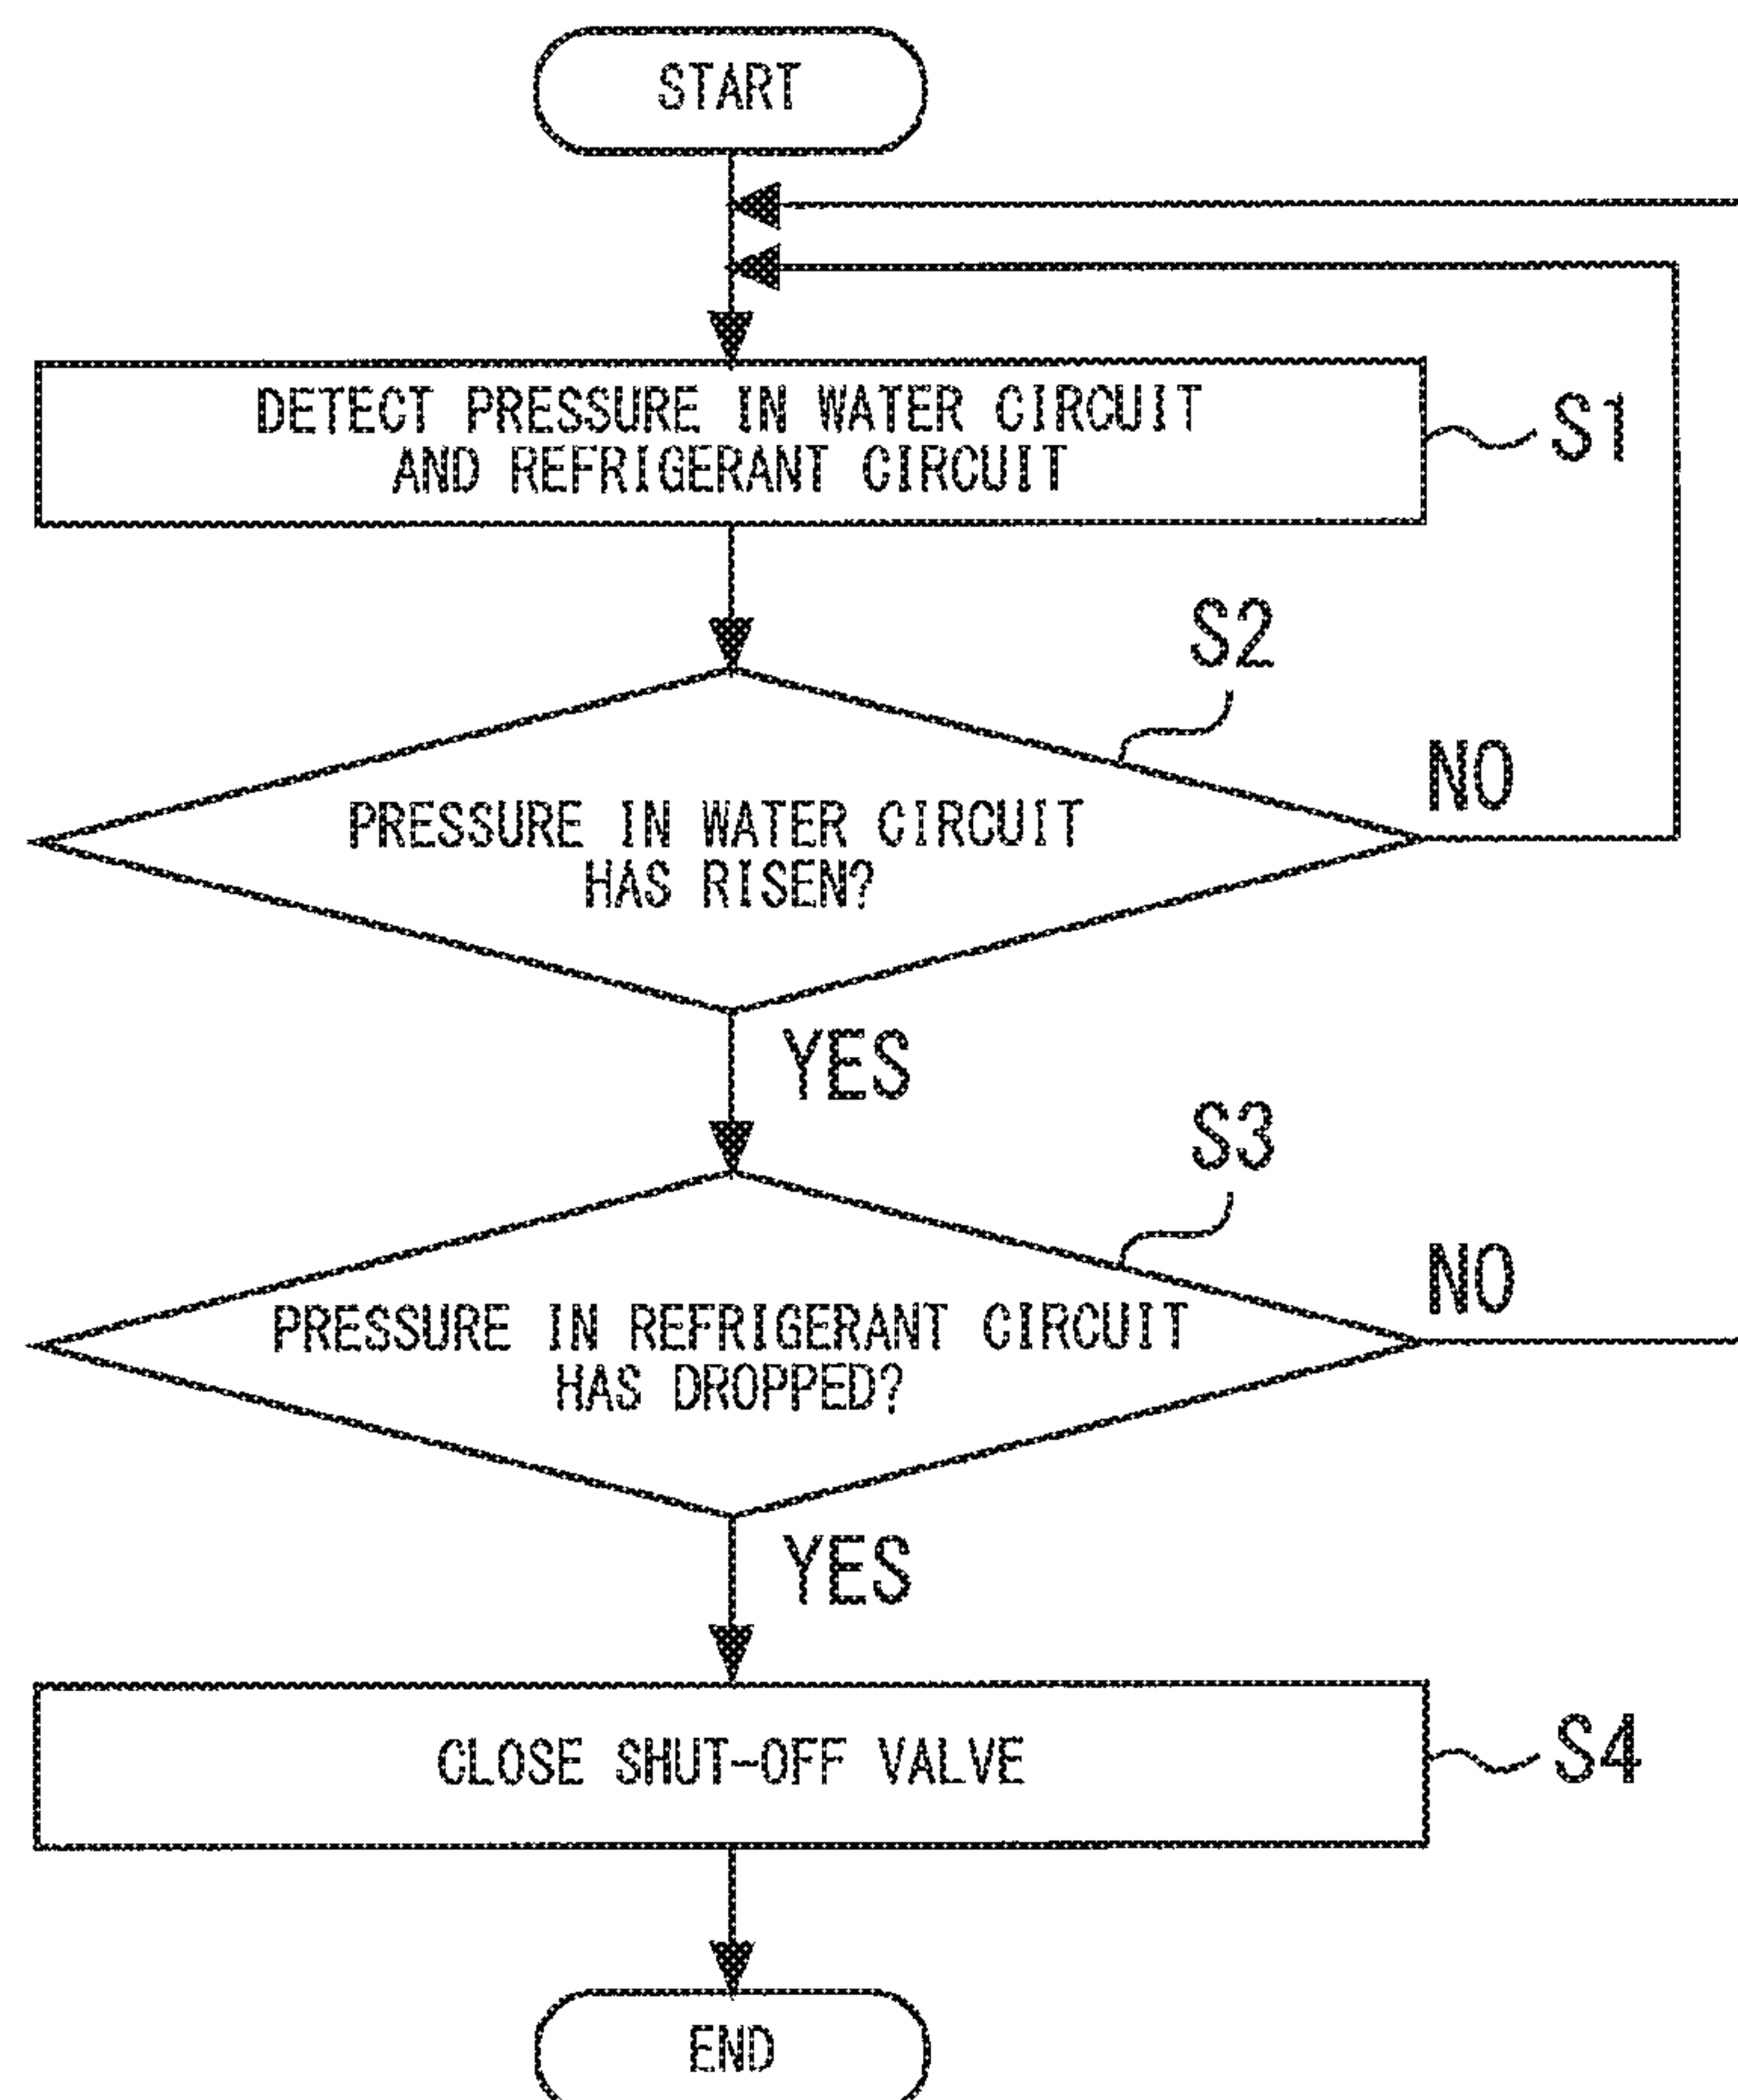 START
DETECT PRESSURE IN WATER CIRCUIT
AND REFRIGERANT CIRCUIT
S1
S2
NO
PRESSURE IN WATER CIRCUIT
HAS RISEN?
YES
S3
NO
PRESSURE IN REFRIGERANT CIRCUIT
HAS DROPPED?
YES
CLOSE SHUT-OFF VALVE
S4
END